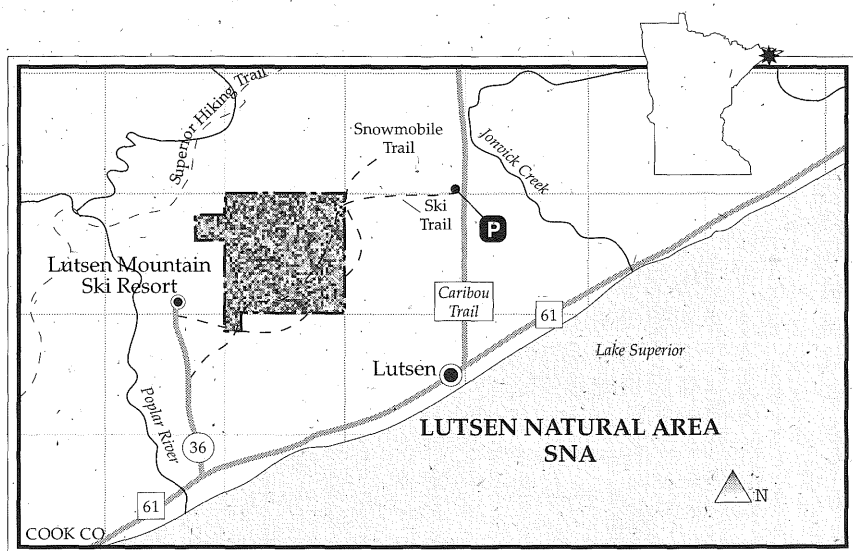 Superior Hiking Trail
Snowmobile
Trail
Jonvick Creek
Ski
Trail
P
Lutsen Mountain
Ski Resort
Caribou
Trail
61
Lake Superior
Lutsen
Poplar River
36
LUTSEN NATURAL AREA
SNA
N
61
COOK CO